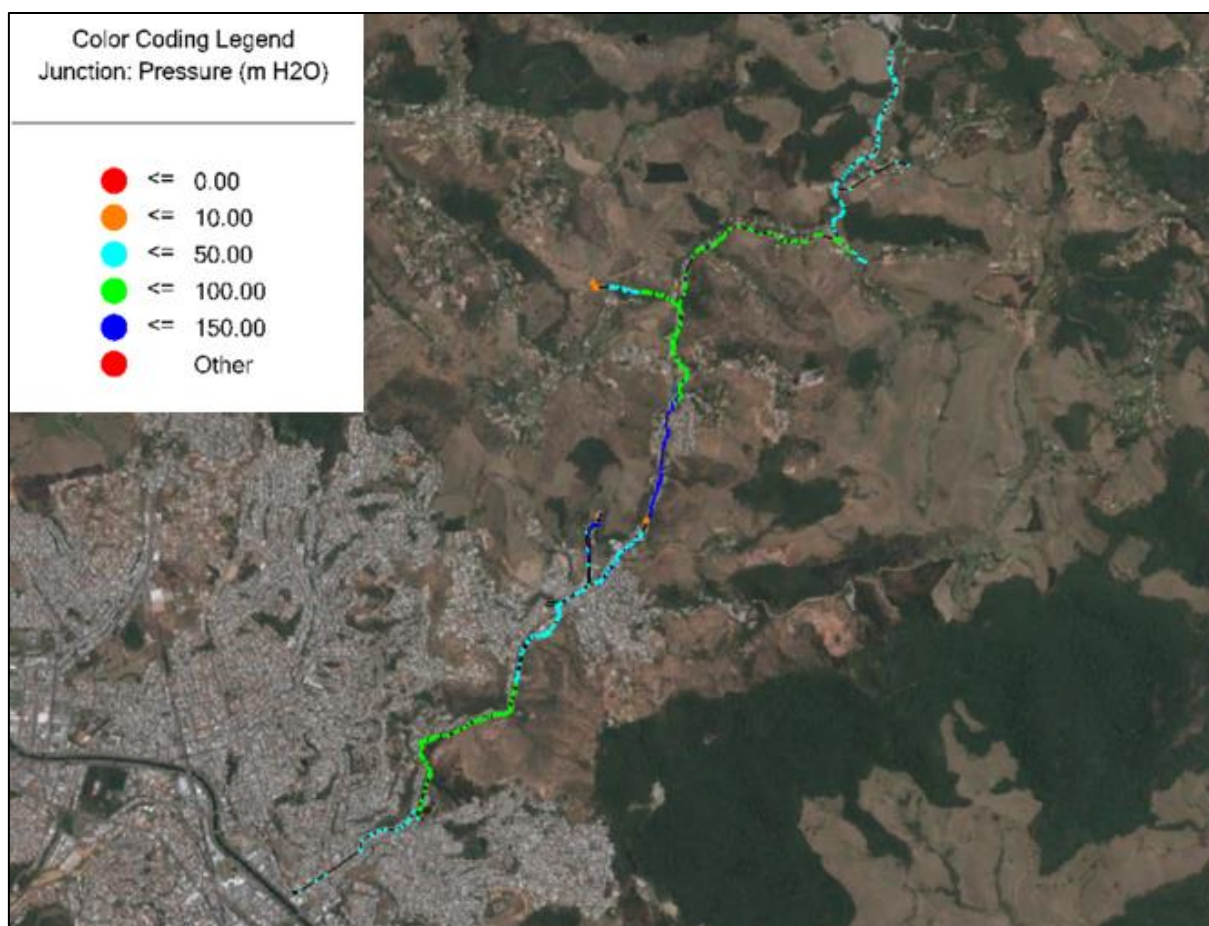 Color Coding Legend
Junction: Pressure (m H2O)
<= 0.00
<= 10.00
<= 50.00
<= 100.00
<= 150.00
Other